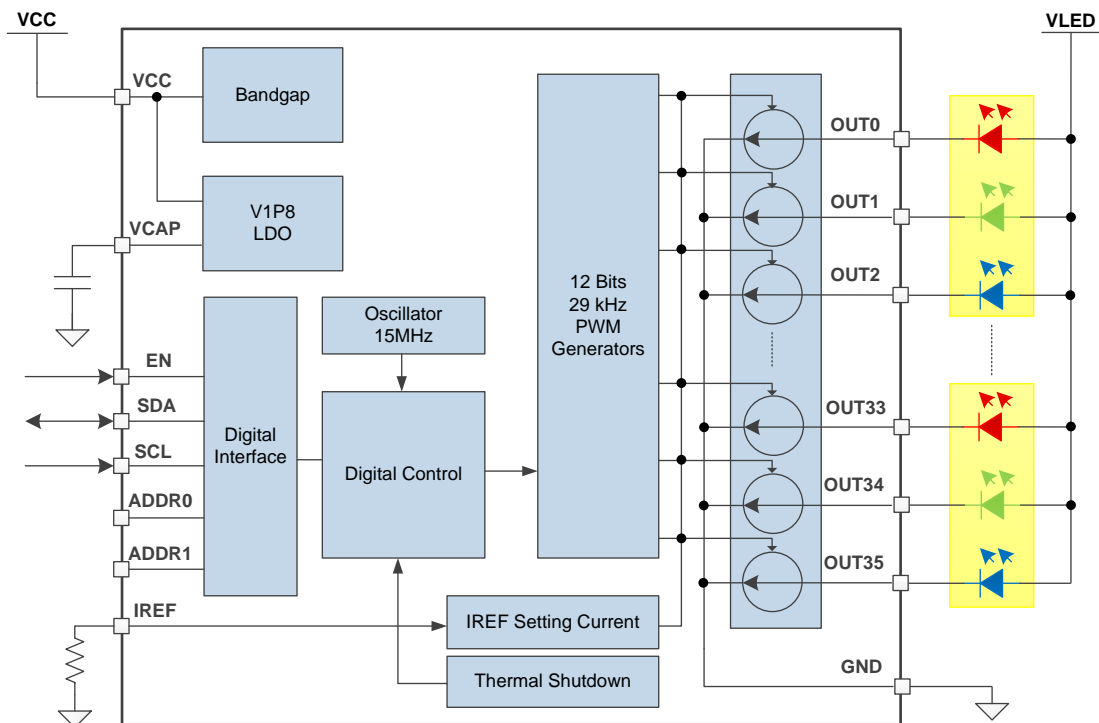 VCC
VLED
VCC
Bandgap
OUT0
V1P8
LDO
OUT1
VCAP
12 Bits
29 kHz
PWM
Generators
OUT2
Oscillator
15MHz
EN
SDA
SCL
Digital
Interface
Digital Control
OUT33
OUT34
ADDR0
ADDR1
OUT35
IREF
IREF Setting Current
GND
Thermal Shutdown